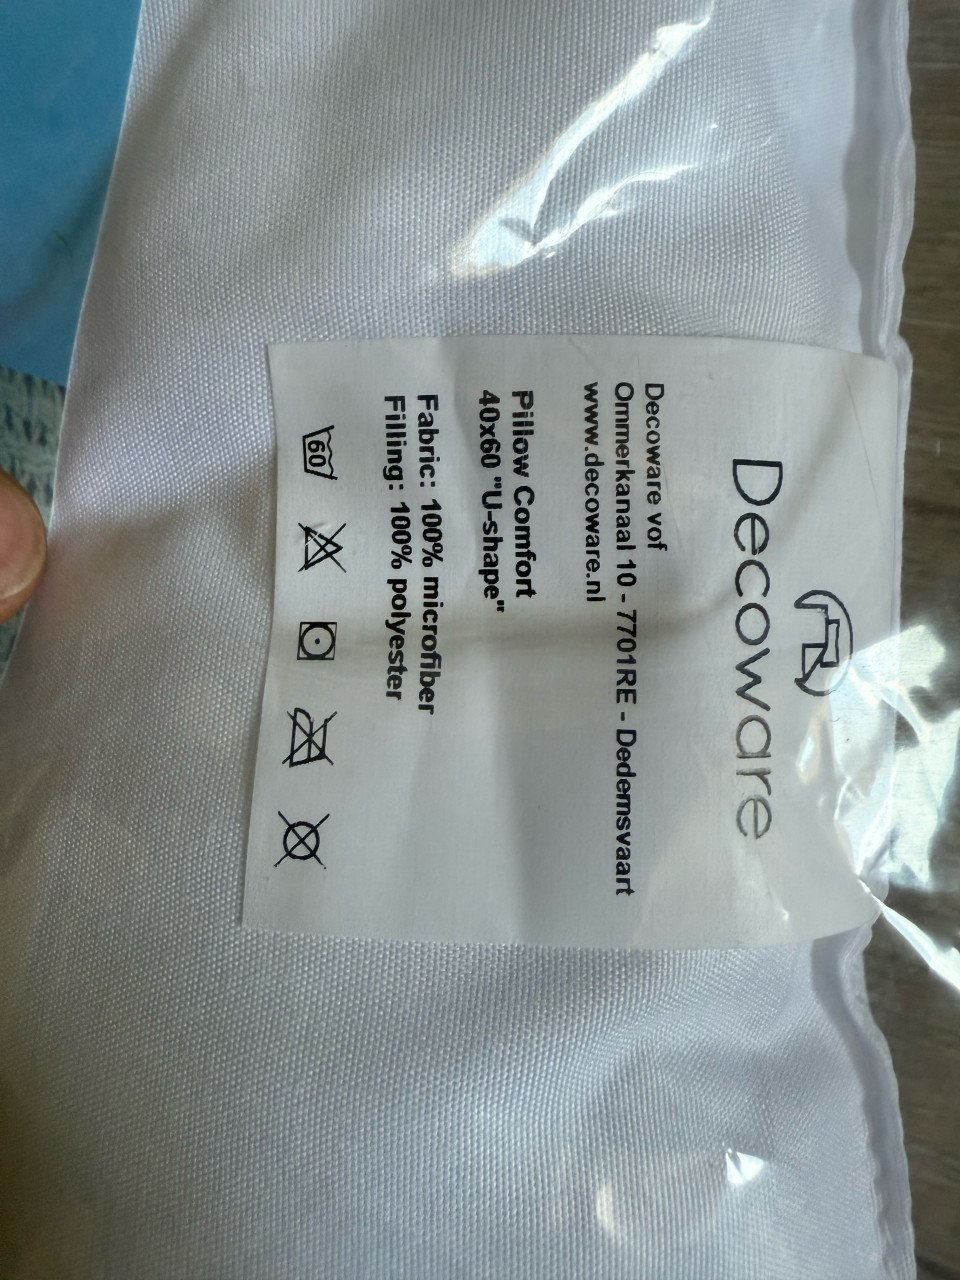 Decoware
Decoware vof
Ommerkanaal 10 - 7701RE - Dedemsvaart
www.decoware.nl
Pillow Comfort
40x60 "U-shape"
Fabric: 100% microfiber
Filling: 100% polyester
60